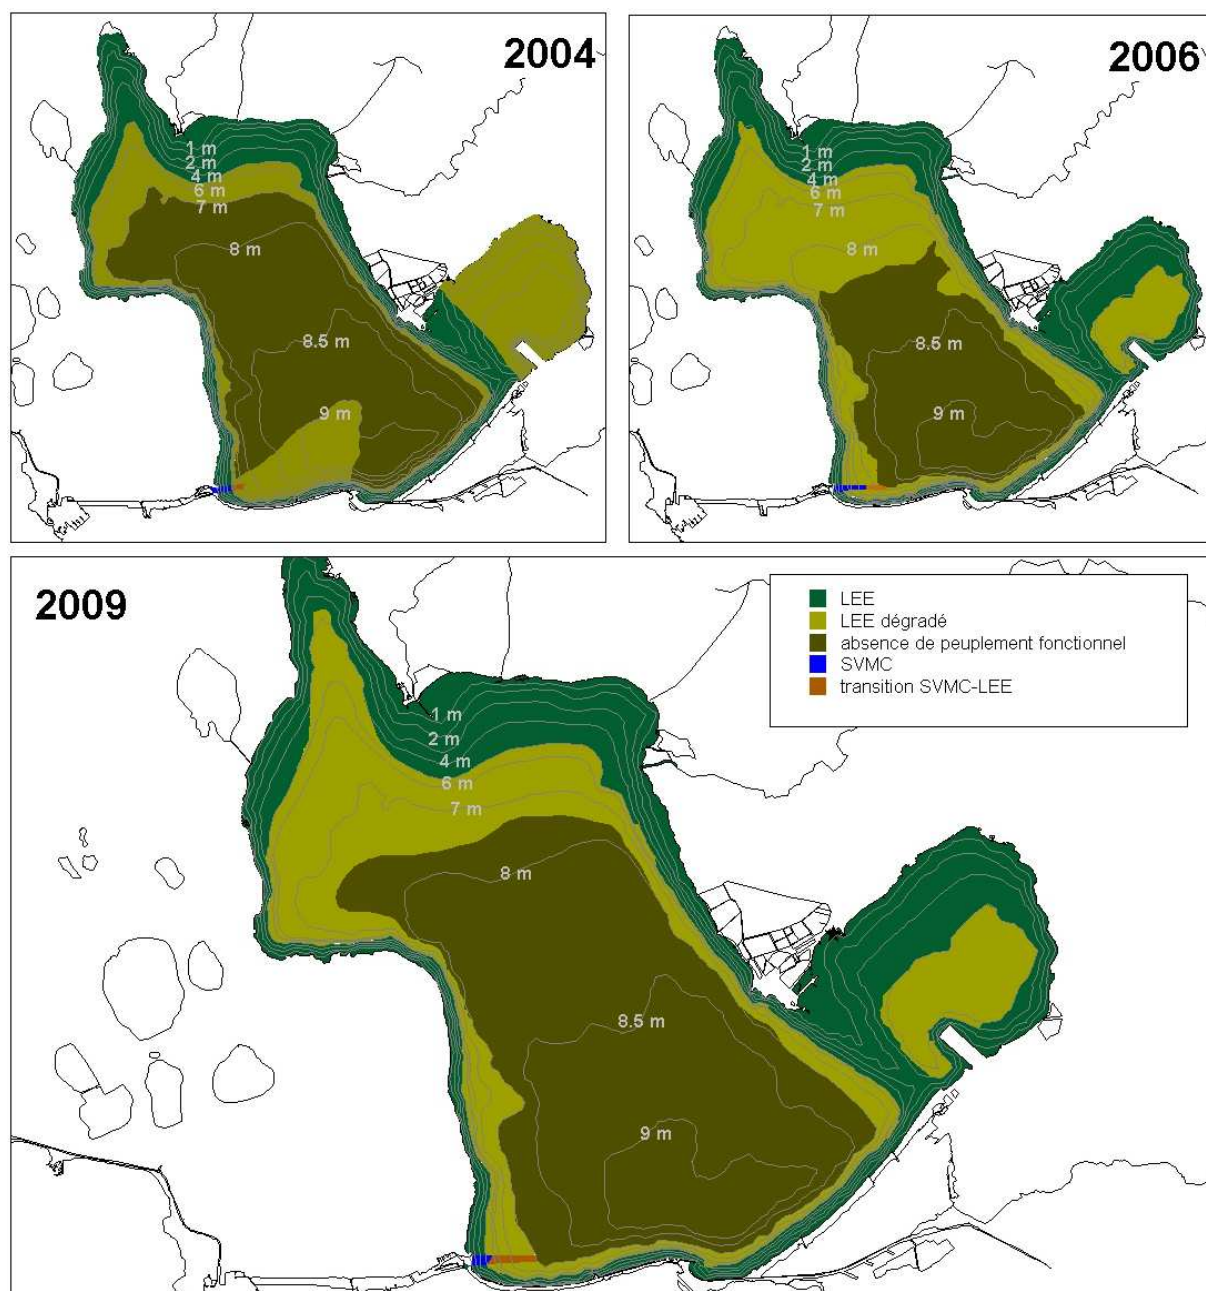 2004
1 m
2 m
4 m
6 m
7 m
8 m
8.5 m
9 m
2006
1 m
2 m
4 m
6 m
7 m
8 m
8.5 m
9 m
2009
LEE
LEE dégradé
absence de peuplement fonctionnel
SVMC
transition SVMC-LEE
1 m
2 m
4 m
6 m
7 m
8 m
8.5 m
9 m